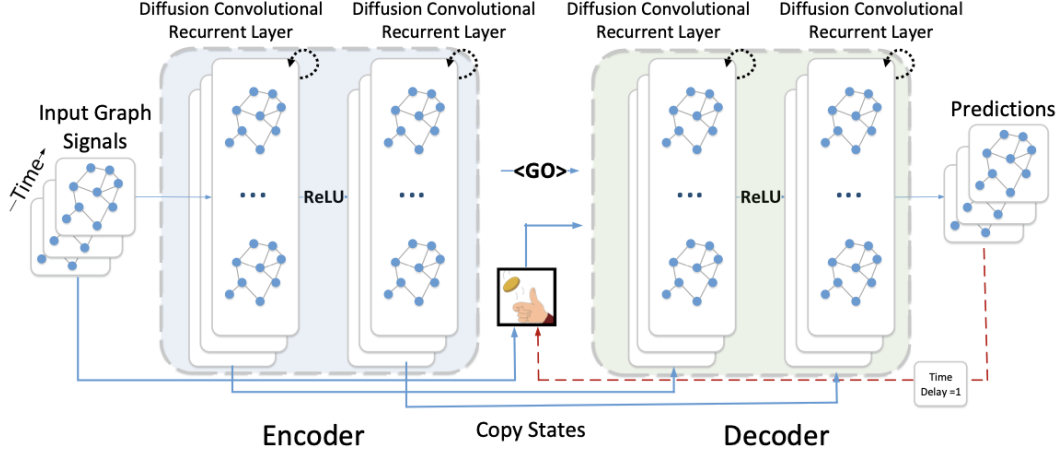 Diffusion Convolutional
Recurrent Layer
Diffusion Convolutional
Recurrent Layer
Diffusion Convolutional
Recurrent Layer
Diffusion Convolutional
Recurrent Layer
Input Graph
Signals
Time
Predictions
<GO>
ReLU
ReLU
Time
Delay =1
Encoder
Copy States
Decoder